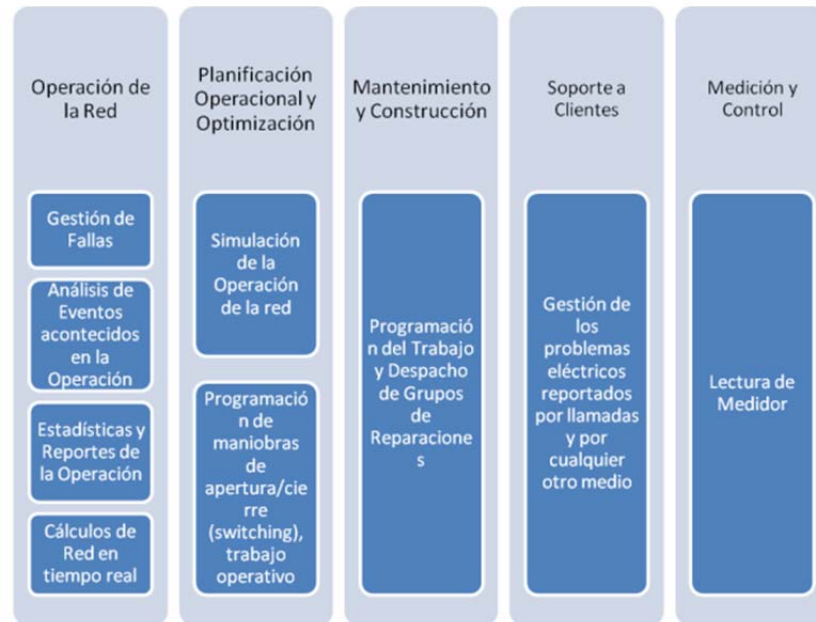 Operación de
la Red
Gestión de
Fallas
Análisis de
Eventos
acontecidos
en la
Operación
Estadísticas y
Reportes de
la Operación
Cálculos de
Red en
tiempo real
Planificación
Operacional y
Optimización
Simulación
de la
Operación
de la red
Programació
n de
maniobras
de
apertura/cie
rre
(switching),
trabajo
operativo
Mantenimiento
y Construcción
Programació
n del Trabajo
y Despacho
de Grupos
de
Reparacione
s
Soporte a
Clientes
Gestión de
los
problemas
eléctricos
reportados
por llamadas
y por
cualquier
otro medio
Medición y
Control
Lectura de
Medidor